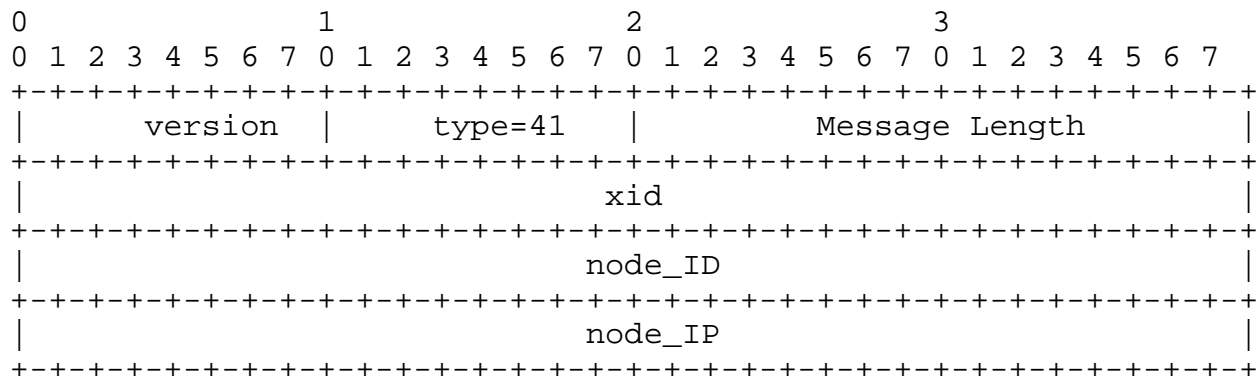 0 1 2 3
0 1 2 3 4 5 6 7 0 1 2 3 4 5 6 7 0 1 2 3 4 5 6 7 0 1 2 3 4 5 6 7
+-+-+-+-+-+-+-+-+-+-+-+-+-+-+-+-+-+-+-+-+-+-+-+-+-+-+-+-+-+-+-+-+
| version | type=41 | Message Length |
+-+-+-+-+-+-+-+-+-+-+-+-+-+-+-+-+-+-+-+-+-+-+-+-+-+-+-+-+-+-+-+-+
| xid |
+-+-+-+-+-+-+-+-+-+-+-+-+-+-+-+-+-+-+-+-+-+-+-+-+-+-+-+-+-+-+-+-+
| node_ID |
+-+-+-+-+-+-+-+-+-+-+-+-+-+-+-+-+-+-+-+-+-+-+-+-+-+-+-+-+-+-+-+-+
| node_IP |
+-+-+-+-+-+-+-+-+-+-+-+-+-+-+-+-+-+-+-+-+-+-+-+-+-+-+-+-+-+-+-+-+